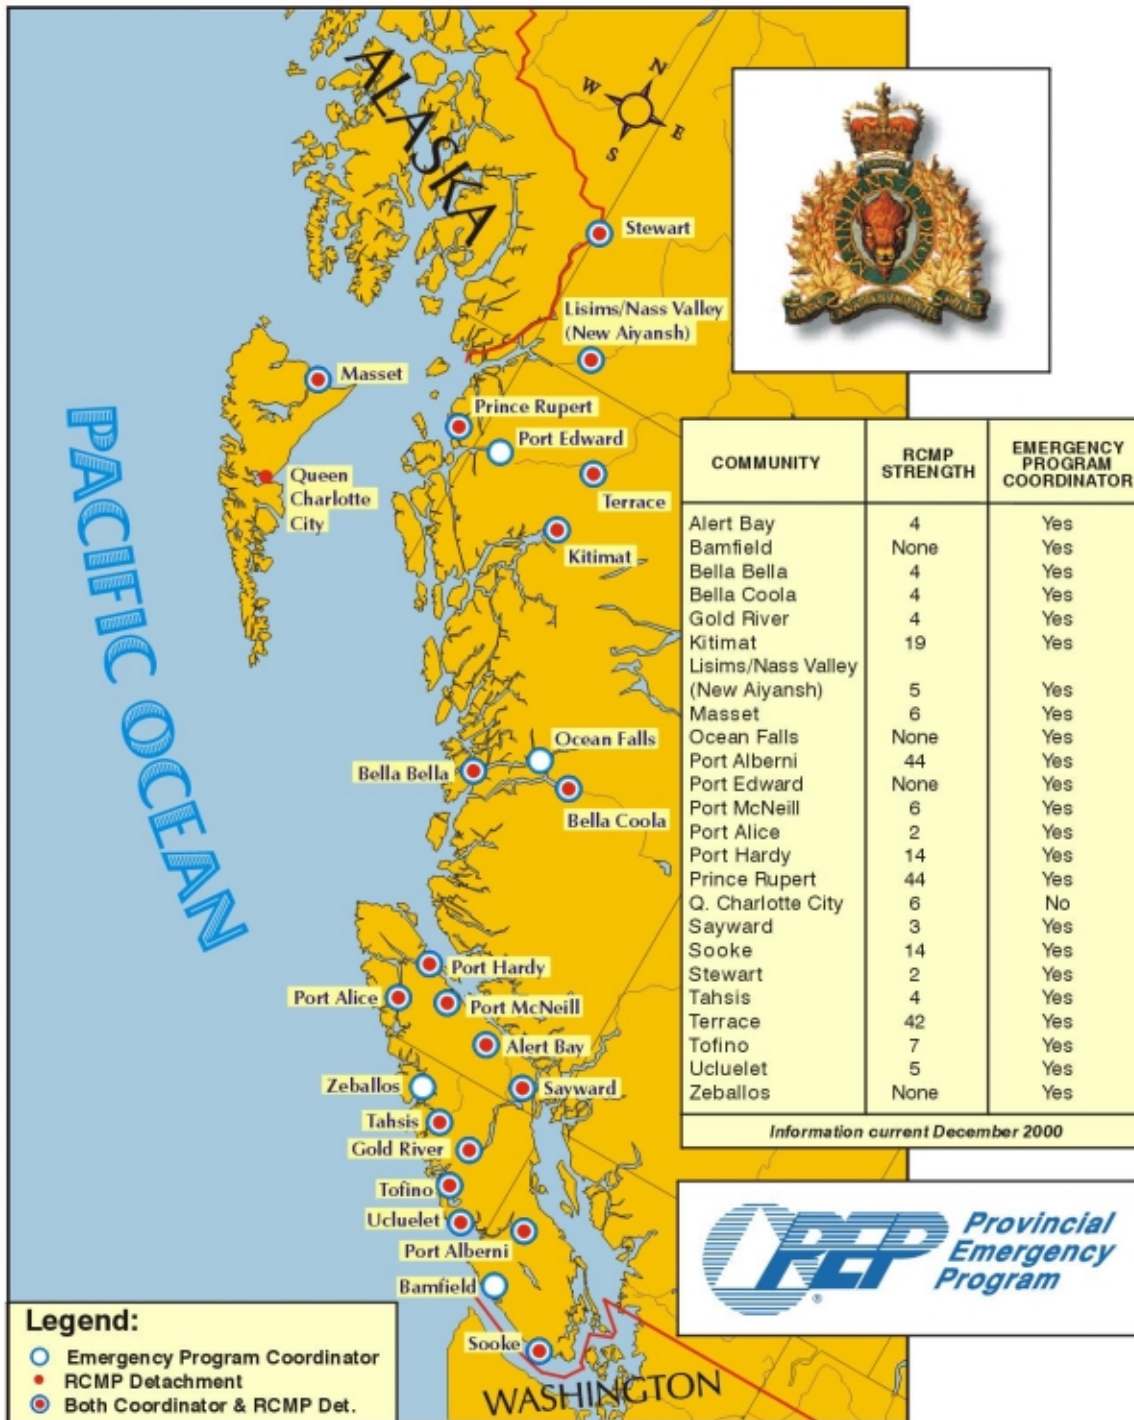 ALASKA
N
W
E
S
Stewart
Lisims/Nass Valley
(New Aiyansh)
Masset
Prince Rupert
Port Edward
Queen
Charlotte
City
Terrace
Kitimat
PACIFIC OCEAN
Ocean Falls
Bella Bella
Bella Coola
Port Hardy
Port Alice
Port McNeill
Alert Bay
Zeballos
Sayward
Tahsis
Gold River
Tofino
Ucluelet
Port Alberni
Bamfield
Sooke
WASHINGTON
COMMUNITY RCMP STRENGTH EMERGENCY PROGRAM COORDINATOR
Alert Bay 4 Yes
Bamfield None Yes
Bella Bella 4 Yes
Bella Coola 4 Yes
Gold River 4 Yes
Kitimat 19 Yes
Lisims/Nass Valley
(New Aiyansh) 5 Yes
Masset 6 Yes
Ocean Falls None Yes
Port Alberni 44 Yes
Port Edward None Yes
Port McNeill 6 Yes
Port Alice 2 Yes
Port Hardy 14 Yes
Prince Rupert 44 Yes
Q. Charlotte City 6 No
Sayward 3 Yes
Sooke 14 Yes
Stewart 2 Yes
Tahsis 4 Yes
Terrace 42 Yes
Tofino 7 Yes
Ucluelet 5 Yes
Zeballos None Yes
Information current December 2000
PEP
®
Provincial
Emergency
Program
Legend:
Emergency Program Coordinator
RCMP Detachment
Both Coordinator & RCMP Det.